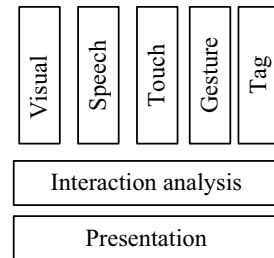 Visual
Speech
Touch
Gesture
Tag
Interaction analysis
Presentation